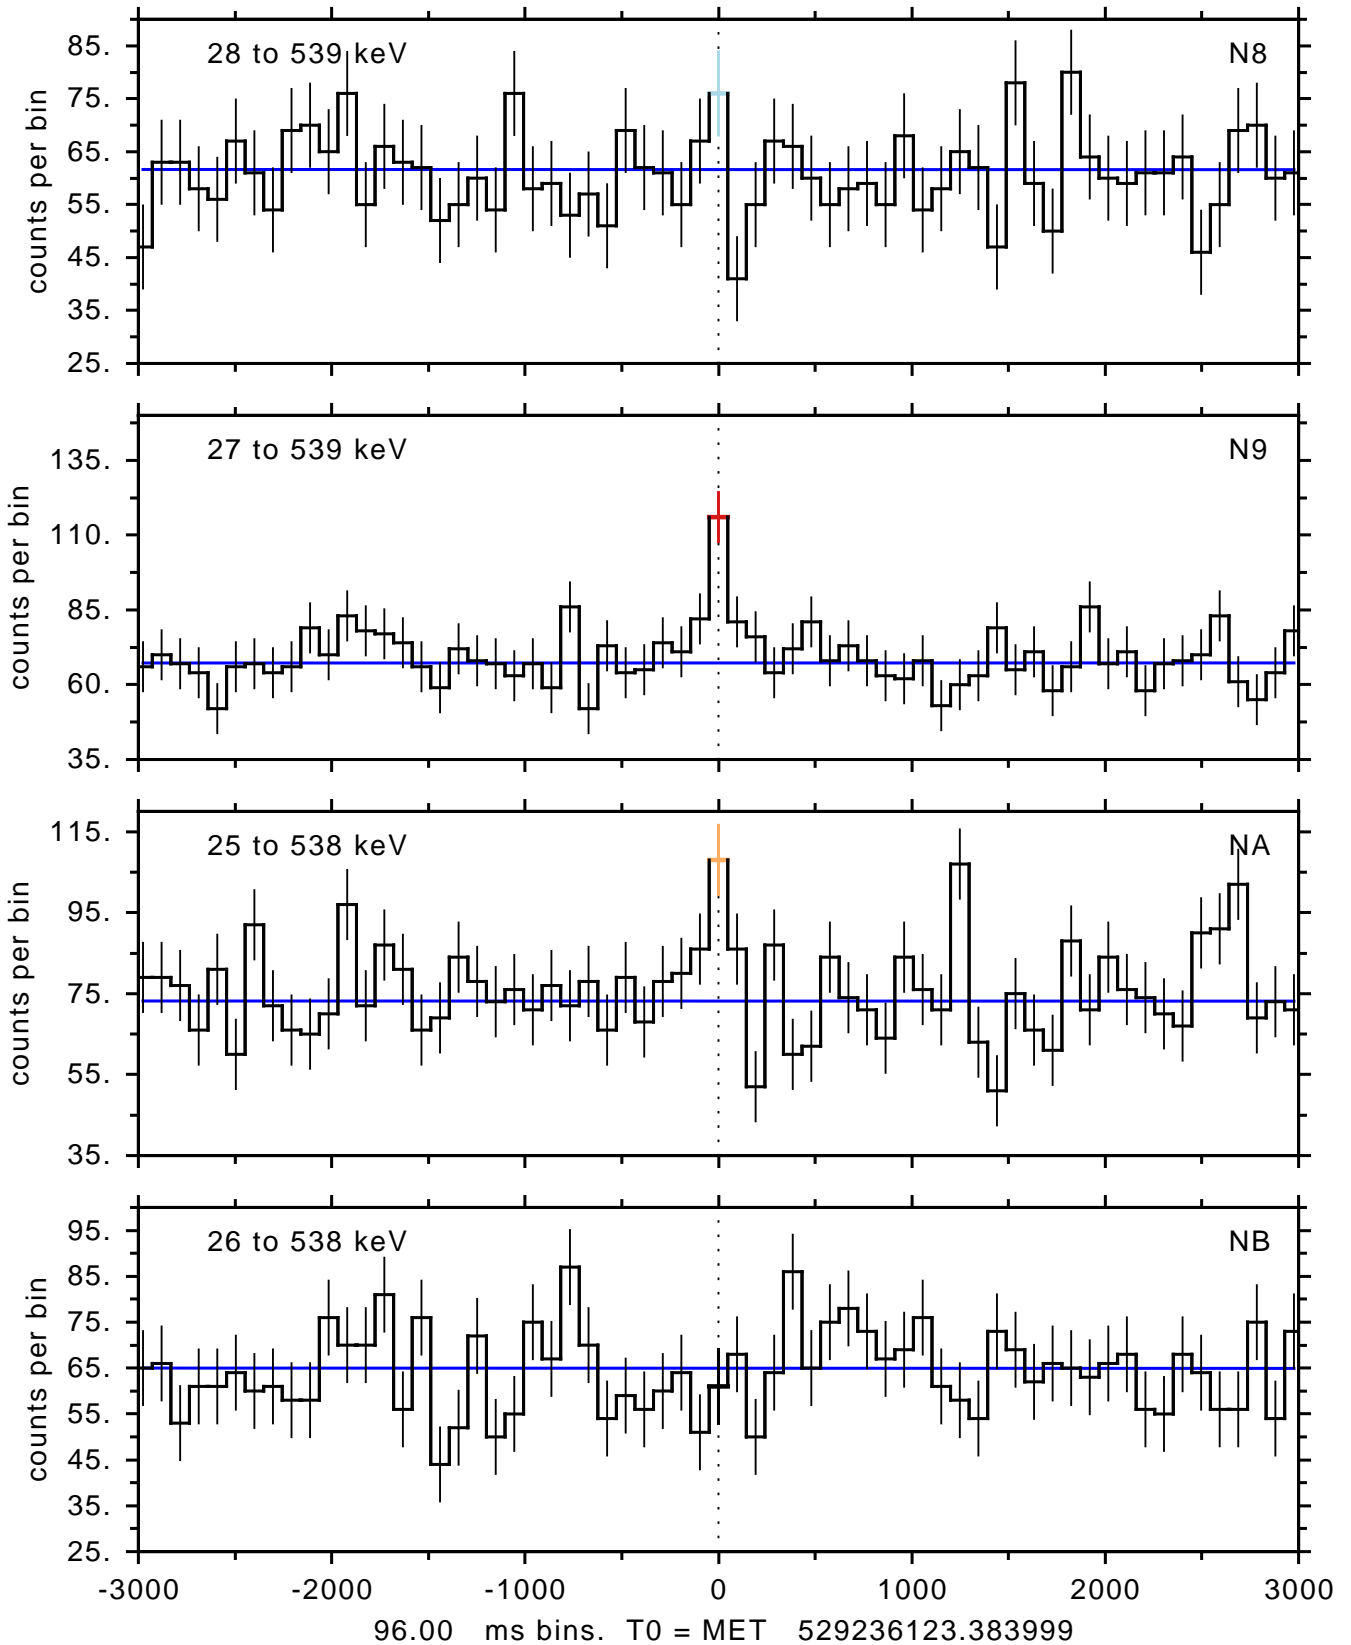 28 to 539 keV N8
85.
75.
65.
55.
45.
35.
25.
counts per bin
27 to 539 keV N9
135.
110.
85.
60.
35.
counts per bin
25 to 538 keV NA
115.
95.
75.
55.
35.
counts per bin
26 to 538 keV NB
95.
85.
75.
65.
55.
45.
35.
25.
counts per bin
-3000 -2000 -1000 0 1000 2000 3000
96.00 ms bins. T0 = MET 529236123.383999